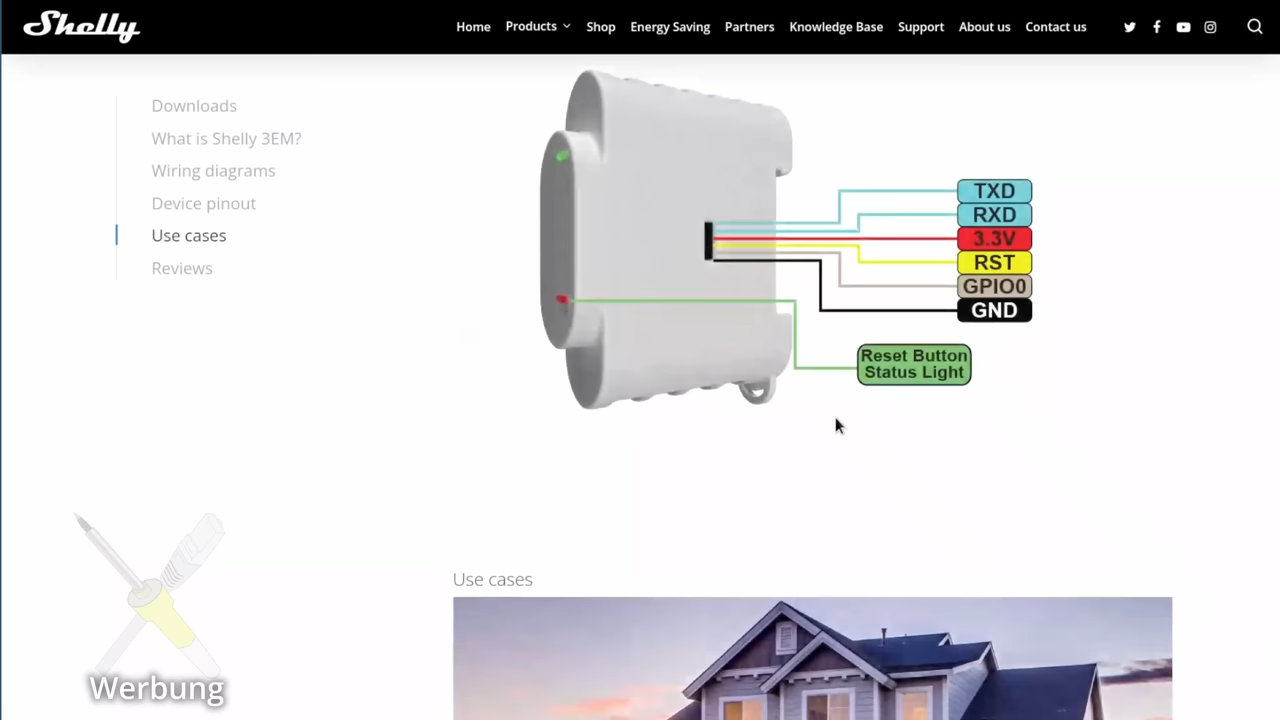 Shelly
Home Products Shop Energy Saving Partners Knowledge Base Support About us Contact us
Downloads
What is Shelly 3EM?
Wiring diagrams
Device pinout
Use cases
Reviews
TXD
RXD
3.3V
RST
GPIO0
GND
Reset Button
Status Light
Use cases
Werbung